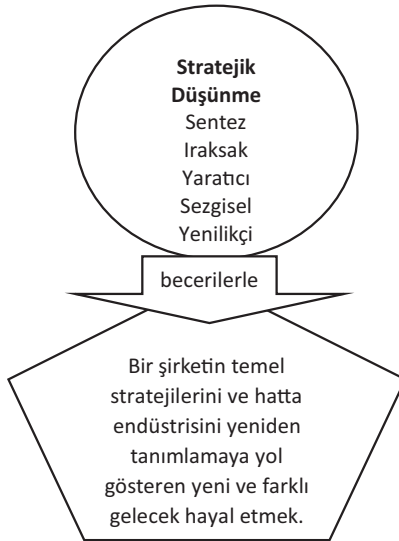 Stratejik
Düşünme
Sentez
Iraksak
Yaratıcı
Sezgisel
Yenilikçi
becerilerle
Bir şirketin temel
stratejilerini ve hatta
endüstrisini yeniden
tanımlamaya yol
gösteren yeni ve farklı
gelecek hayal etmek.